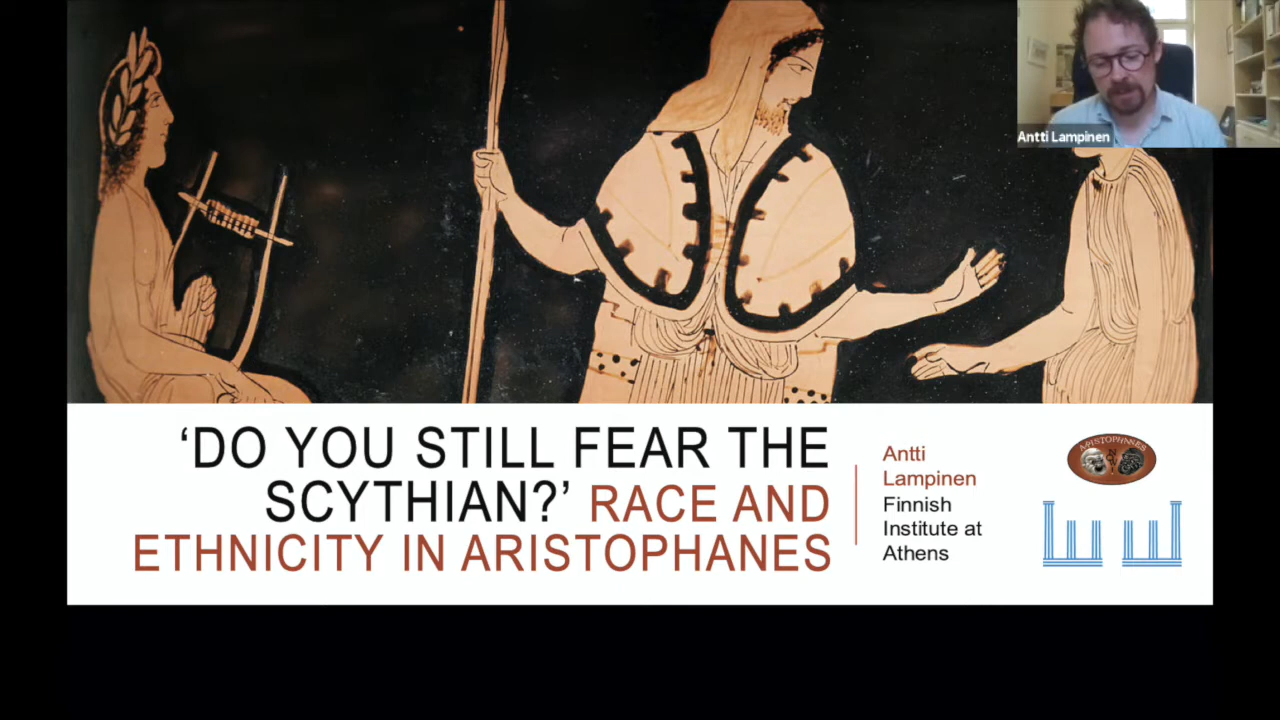 Antti Lampinen
‘DO YOU STILL FEAR THE
SCYTHIAN?’ RACE AND
ETHNICITY IN ARISTOPHANES
Antti
Lampinen
Finnish
Institute at
Athens
ARISTOPHANES